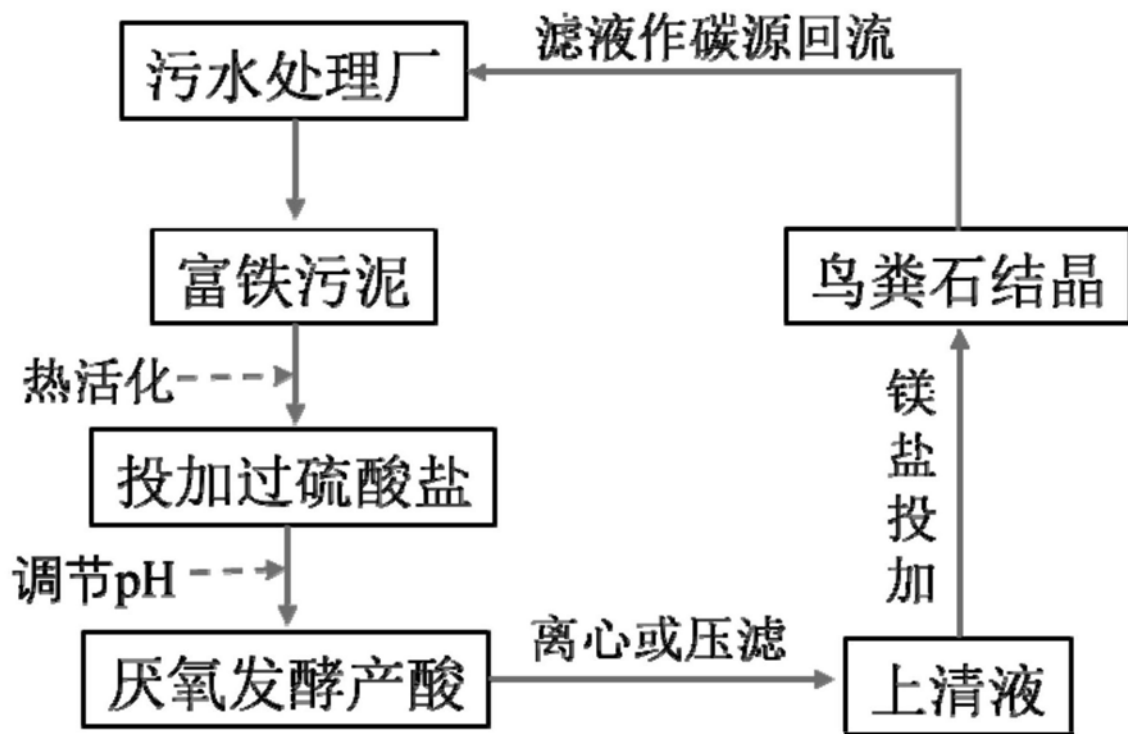 滤液作碳源回流
污水处理厂
富铁污泥
鸟粪石结晶
热活化
镁盐投加
投加过硫酸盐
调节pH
离心或压滤
厌氧发酵产酸
上清液